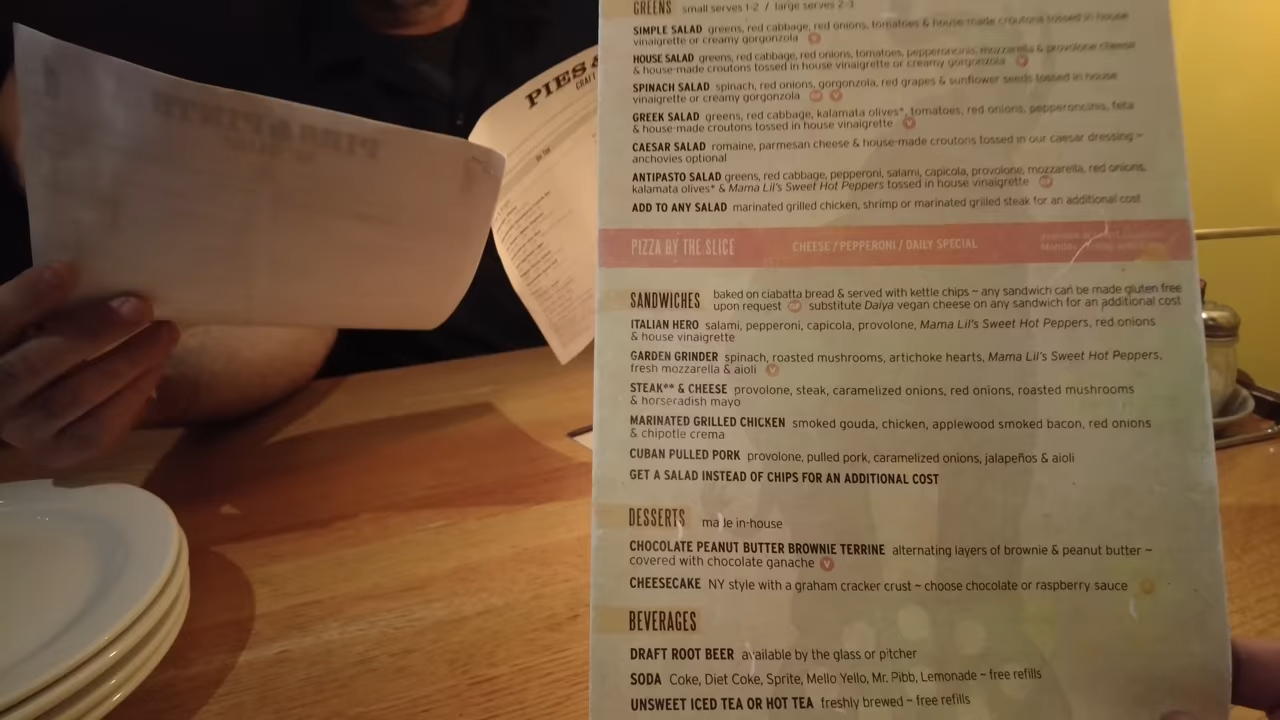 GREENS small serves 1-2 / large serves 2-3
SIMPLE SALAD greens, red cabbage, red onions, tomatoes & house-made croutons tossed in house
vinaigrette or creamy gorgonzola V
HOUSE SALAD greens, red cabbage, red onions, tomatoes, pepperoncinis, mozzarella & provolone cheese
& house-made croutons tossed in house vinaigrette or creamy gorgonzola V
SPINACH SALAD spinach, red onions, gorgonzola, red grapes & sunflower seeds tossed in house
vinaigrette or creamy gorgonzola GF V
GREEK SALAD greens, red cabbage, kalamata olives*, tomatoes, red onions, pepperoncinis, feta
& house-made croutons tossed in house vinaigrette V
CAESAR SALAD romaine, parmesan cheese & house-made croutons tossed in our caesar dressing ~
anchovies optional
ANTIPASTO SALAD greens, red cabbage, pepperoni, salami, capicola, provolone, mozzarella, red onions,
kalamata olives* & Mama Lil's Sweet Hot Peppers tossed in house vinaigrette GF
ADD TO ANY SALAD marinated grilled chicken, shrimp or marinated grilled steak for an additional cost
PIZZA BY THE SLICE CHEESE / PEPPERONI / DAILY SPECIAL
SANDWICHES baked on ciabatta bread & served with kettle chips ~ any sandwich can be made gluten free
upon request GF substitute Daiya vegan cheese on any sandwich for an additional cost
ITALIAN HERO salami, pepperoni, capicola, provolone, Mama Lil's Sweet Hot Peppers, red onions
& house vinaigrette
GARDEN GRINDER spinach, roasted mushrooms, artichoke hearts, Mama Lil's Sweet Hot Peppers,
fresh mozzarella & aioli V
STEAK** & CHEESE provolone, steak, caramelized onions, red onions, roasted mushrooms
& horseradish mayo
MARINATED GRILLED CHICKEN smoked gouda, chicken, applewood smoked bacon, red onions
& chipotle crema
CUBAN PULLED PORK provolone, pulled pork, caramelized onions, jalapeños & aioli
GET A SALAD INSTEAD OF CHIPS FOR AN ADDITIONAL COST
DESSERTS made in-house
CHOCOLATE PEANUT BUTTER BROWNIE TERRINE alternating layers of brownie & peanut butter ~
covered with chocolate ganache V
CHEESECAKE NY style with a graham cracker crust ~ choose chocolate or raspberry sauce
BEVERAGES
DRAFT ROOT BEER available by the glass or pitcher
SODA Coke, Diet Coke, Sprite, Mello Yello, Mr. Pibb, Lemonade ~ free refills
UNSWEET ICED TEA OR HOT TEA freshly brewed ~ free refills
PIES &
CRAFT